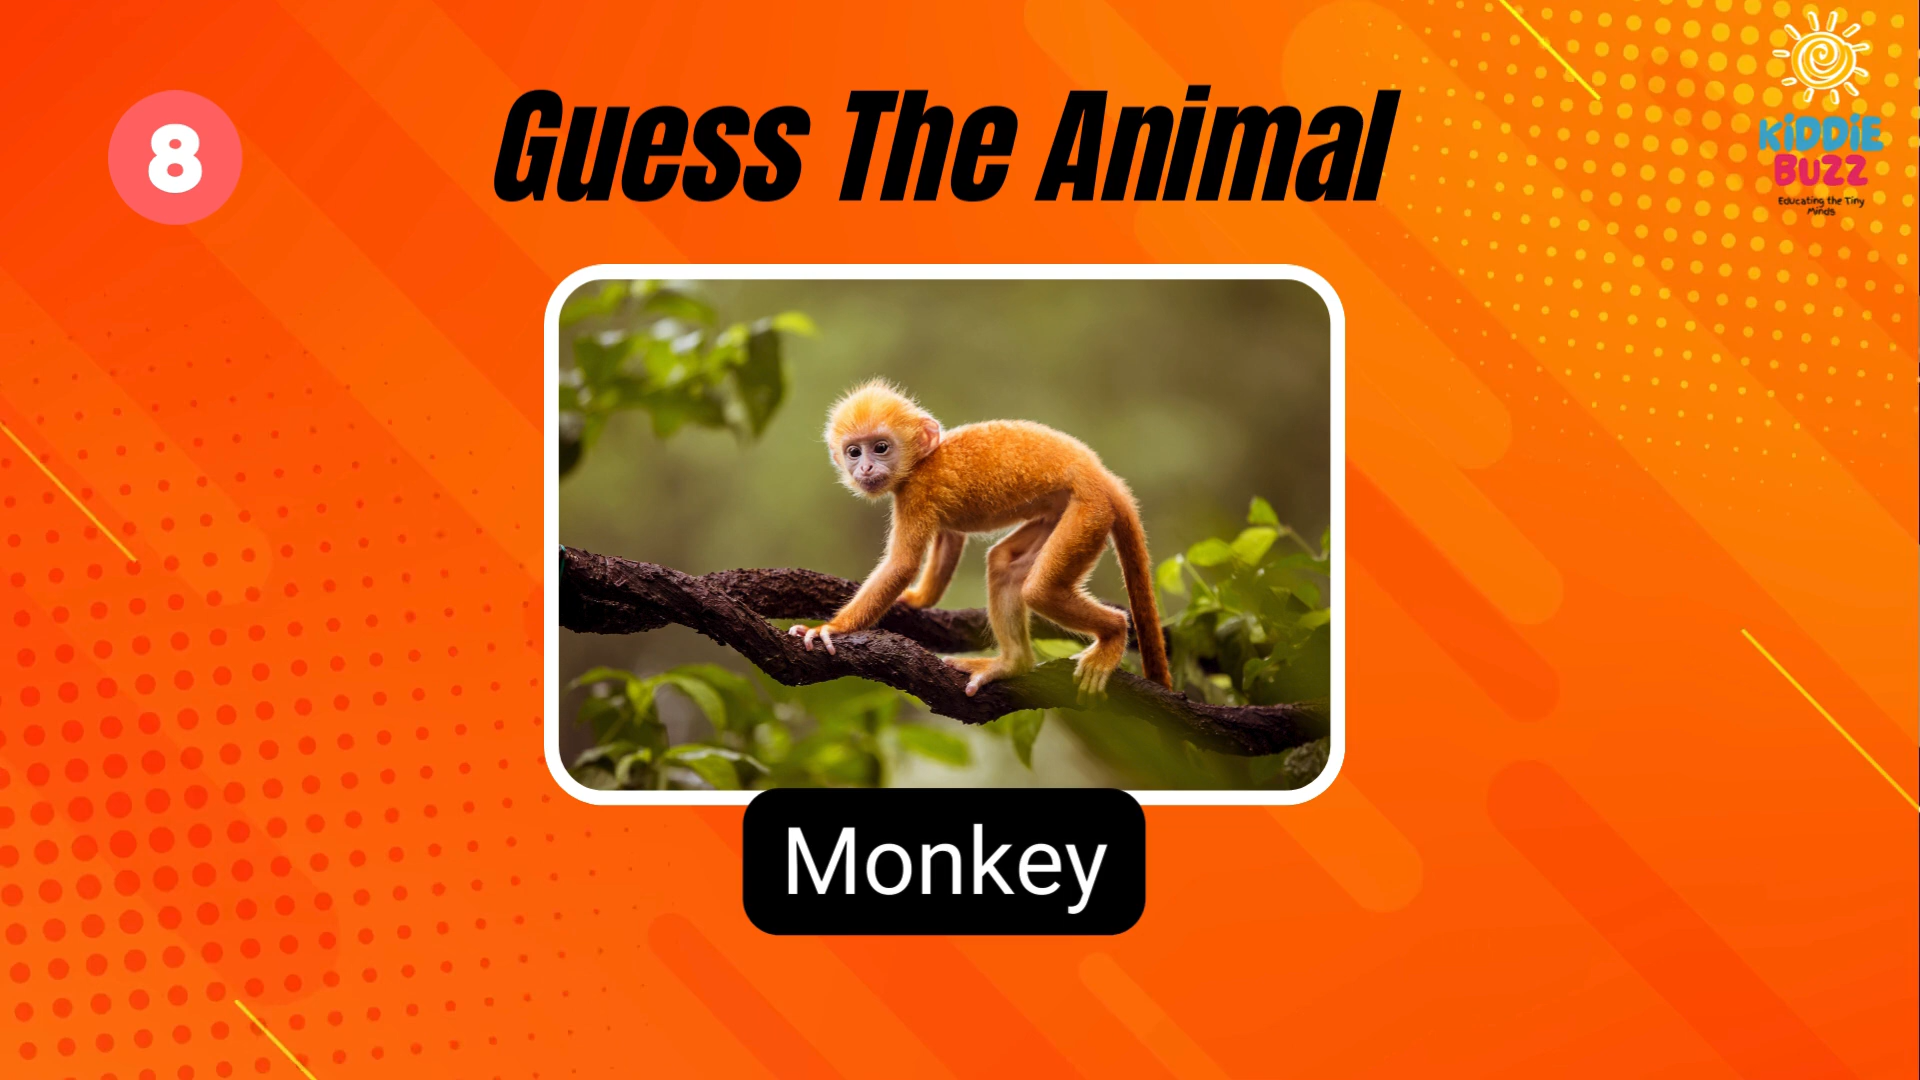 8
Guess The Animal
KiDDiE
BUZZ
Educating the Tiny
Minds
Monkey